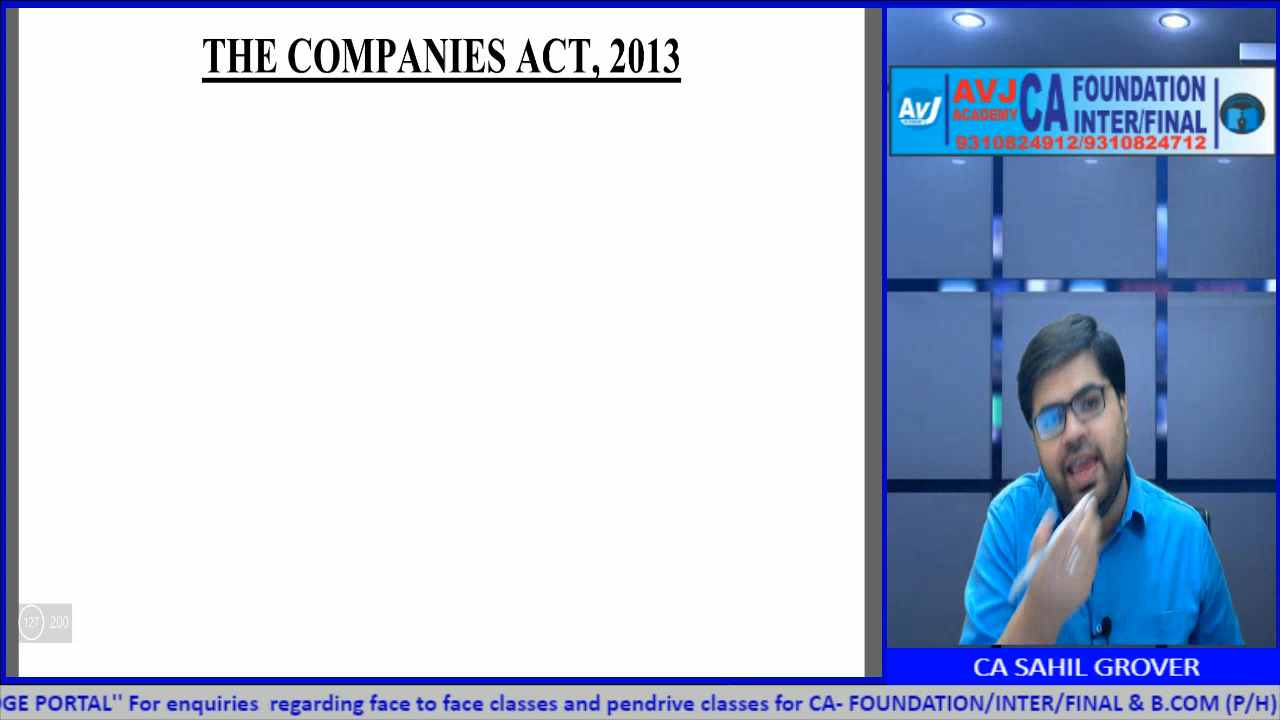 THE COMPANIES ACT, 2013
AVJ
AVJ
ACADEMY
CA
FOUNDATION
INTER/FINAL
9310824912/9310824712
127
200
CA SAHIL GROVER
GE PORTAL'' For enquiries regarding face to face classes and pendrive classes for CA- FOUNDATION/INTER/FINAL & B.COM (P/H)